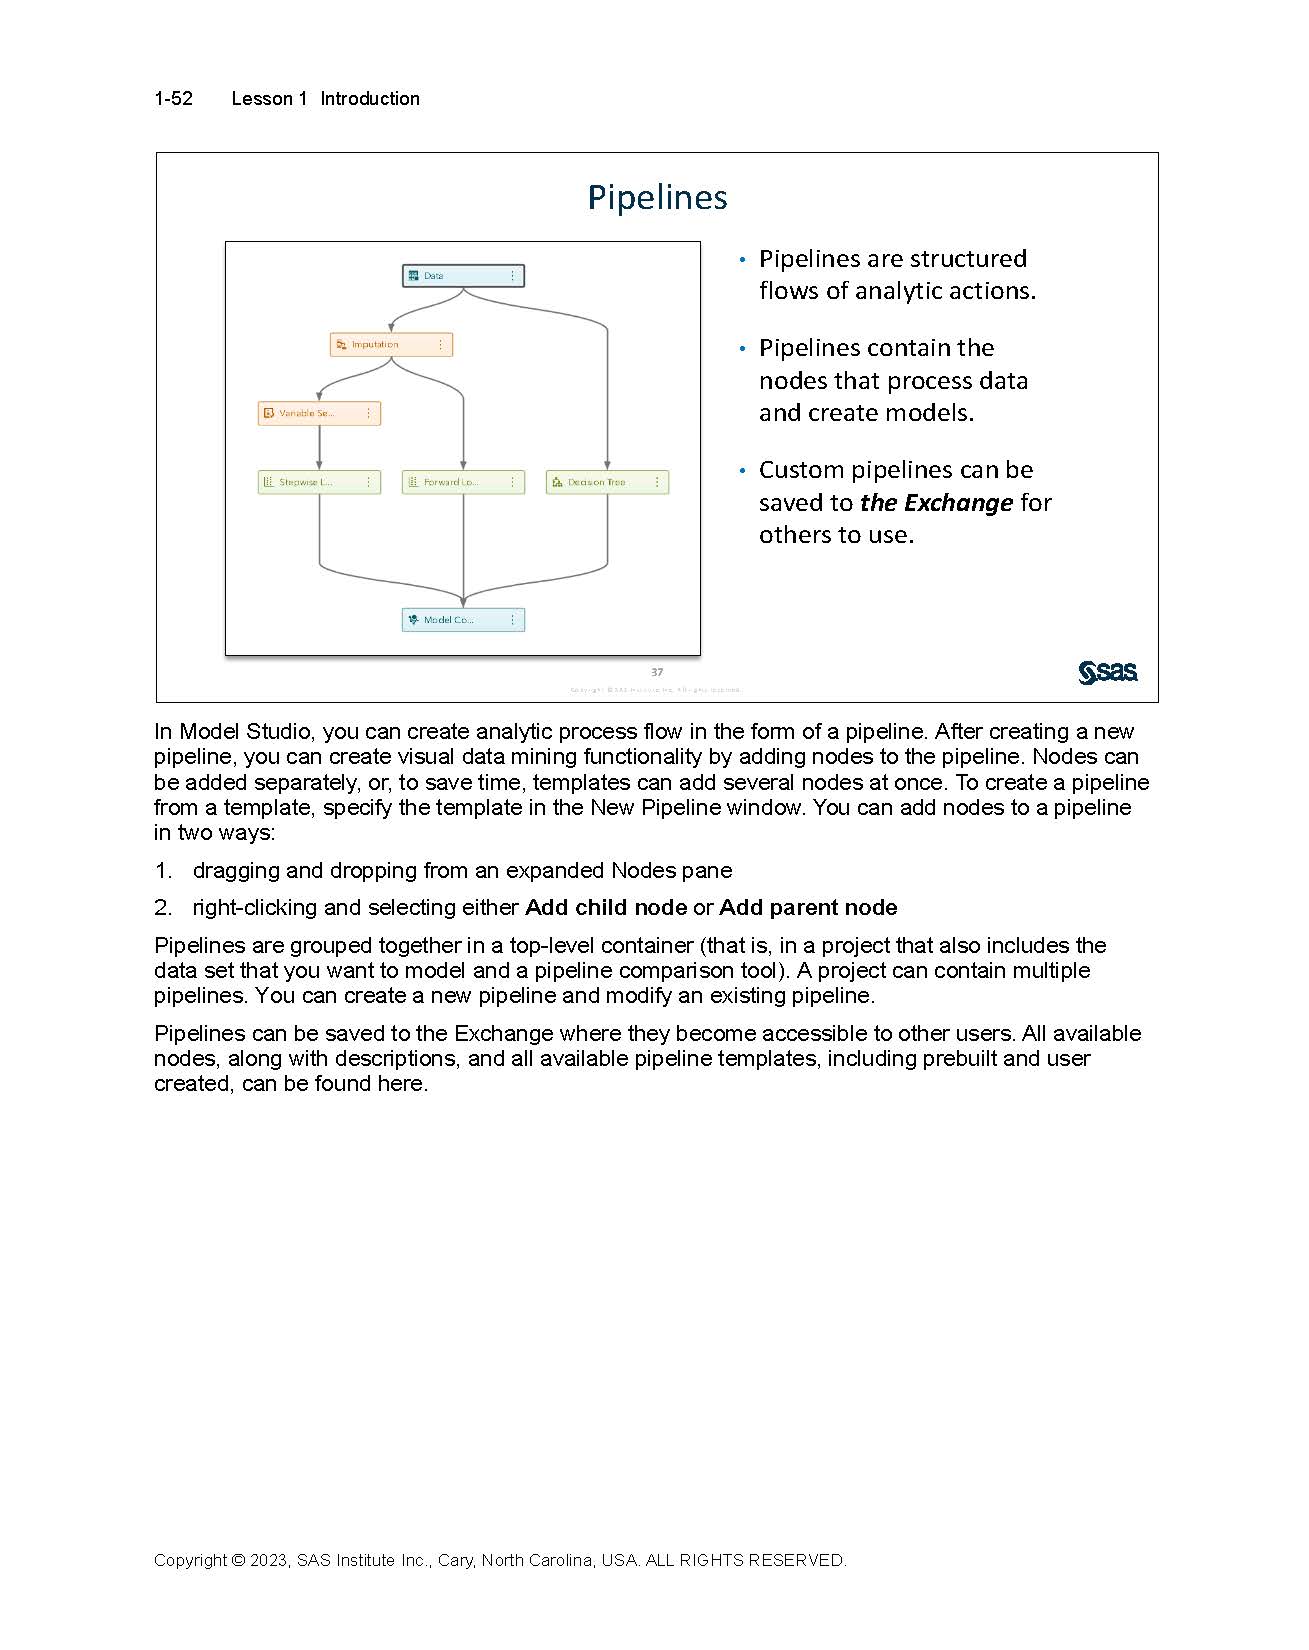 1-52 Lesson 1 Introduction
Pipelines
Data
Imputation
Variable Se...
Stepwise L...
Forward Lo...
Decision Tree
Model Co...
• Pipelines are structured
flows of analytic actions.
• Pipelines contain the
nodes that process data
and create models.
• Custom pipelines can be
saved to the Exchange for
others to use.
37
Copyright © SAS Institute Inc. All rights reserved.
sas
In Model Studio, you can create analytic process flow in the form of a pipeline. After creating a new
pipeline, you can create visual data mining functionality by adding nodes to the pipeline. Nodes can
be added separately, or, to save time, templates can add several nodes at once. To create a pipeline
from a template, specify the template in the New Pipeline window. You can add nodes to a pipeline
in two ways:
1. dragging and dropping from an expanded Nodes pane
2. right-clicking and selecting either Add child node or Add parent node
Pipelines are grouped together in a top-level container (that is, in a project that also includes the
data set that you want to model and a pipeline comparison tool). A project can contain multiple
pipelines. You can create a new pipeline and modify an existing pipeline.
Pipelines can be saved to the Exchange where they become accessible to other users. All available
nodes, along with descriptions, and all available pipeline templates, including prebuilt and user
created, can be found here.
Copyright © 2023, SAS Institute Inc., Cary, North Carolina, USA. ALL RIGHTS RESERVED.